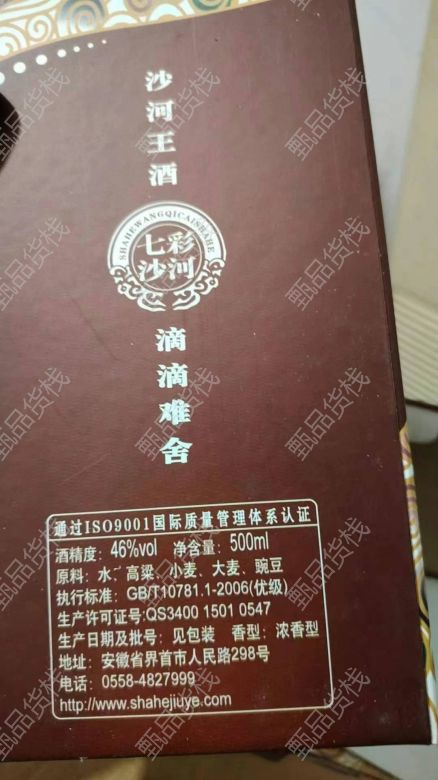 沙河王酒
SHAHEWANGQICAISHAHE
七彩
沙河
滴滴难舍
通过ISO9001国际质量管理体系认证
酒精度：46%vol 净含量：500ml
原料：水、高粱、小麦、大麦、豌豆
执行标准：GB/T10781.1-2006(优级)
生产许可证号:QS3400 1501 0547
生产日期及批号：见包装 香型：浓香型
地址：安徽省界首市人民路298号
电话：0558-4827999
http://www.shahejiuye.com
甄品货栈